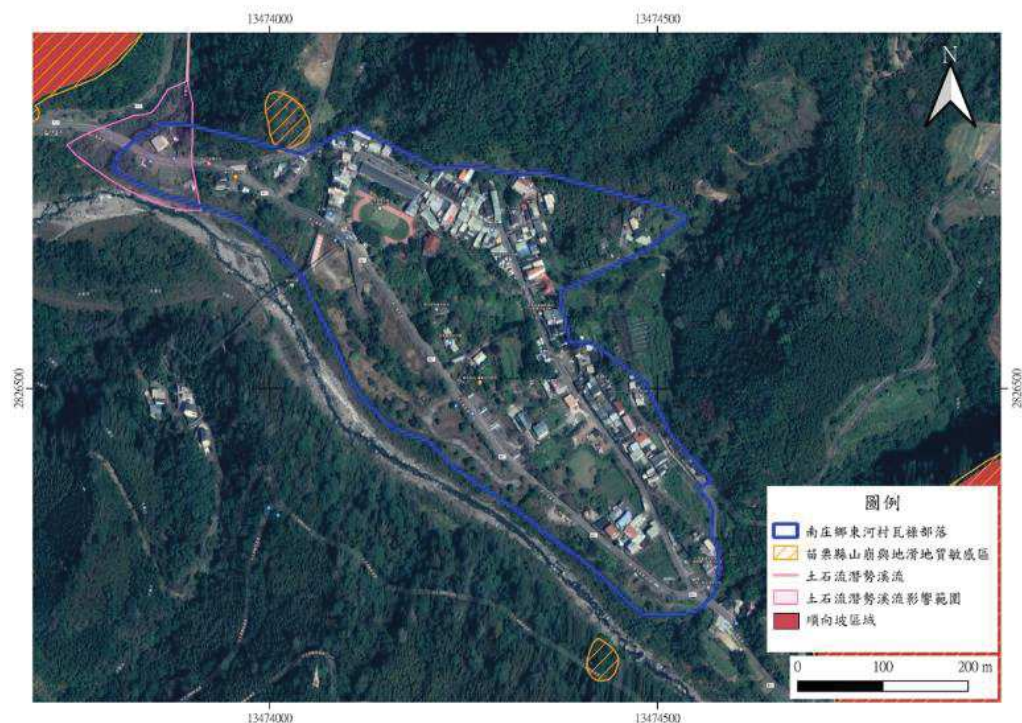 13474000
13474500
N
2826500
2826500
圖例
南庄鄉東河村瓦祿部落
苗栗縣山崩與地滑地質敏感區
土石流潛勢溪流
土石流潛勢溪流影響範圍
順向坡區域
0 100 200 m
13474000
13474500